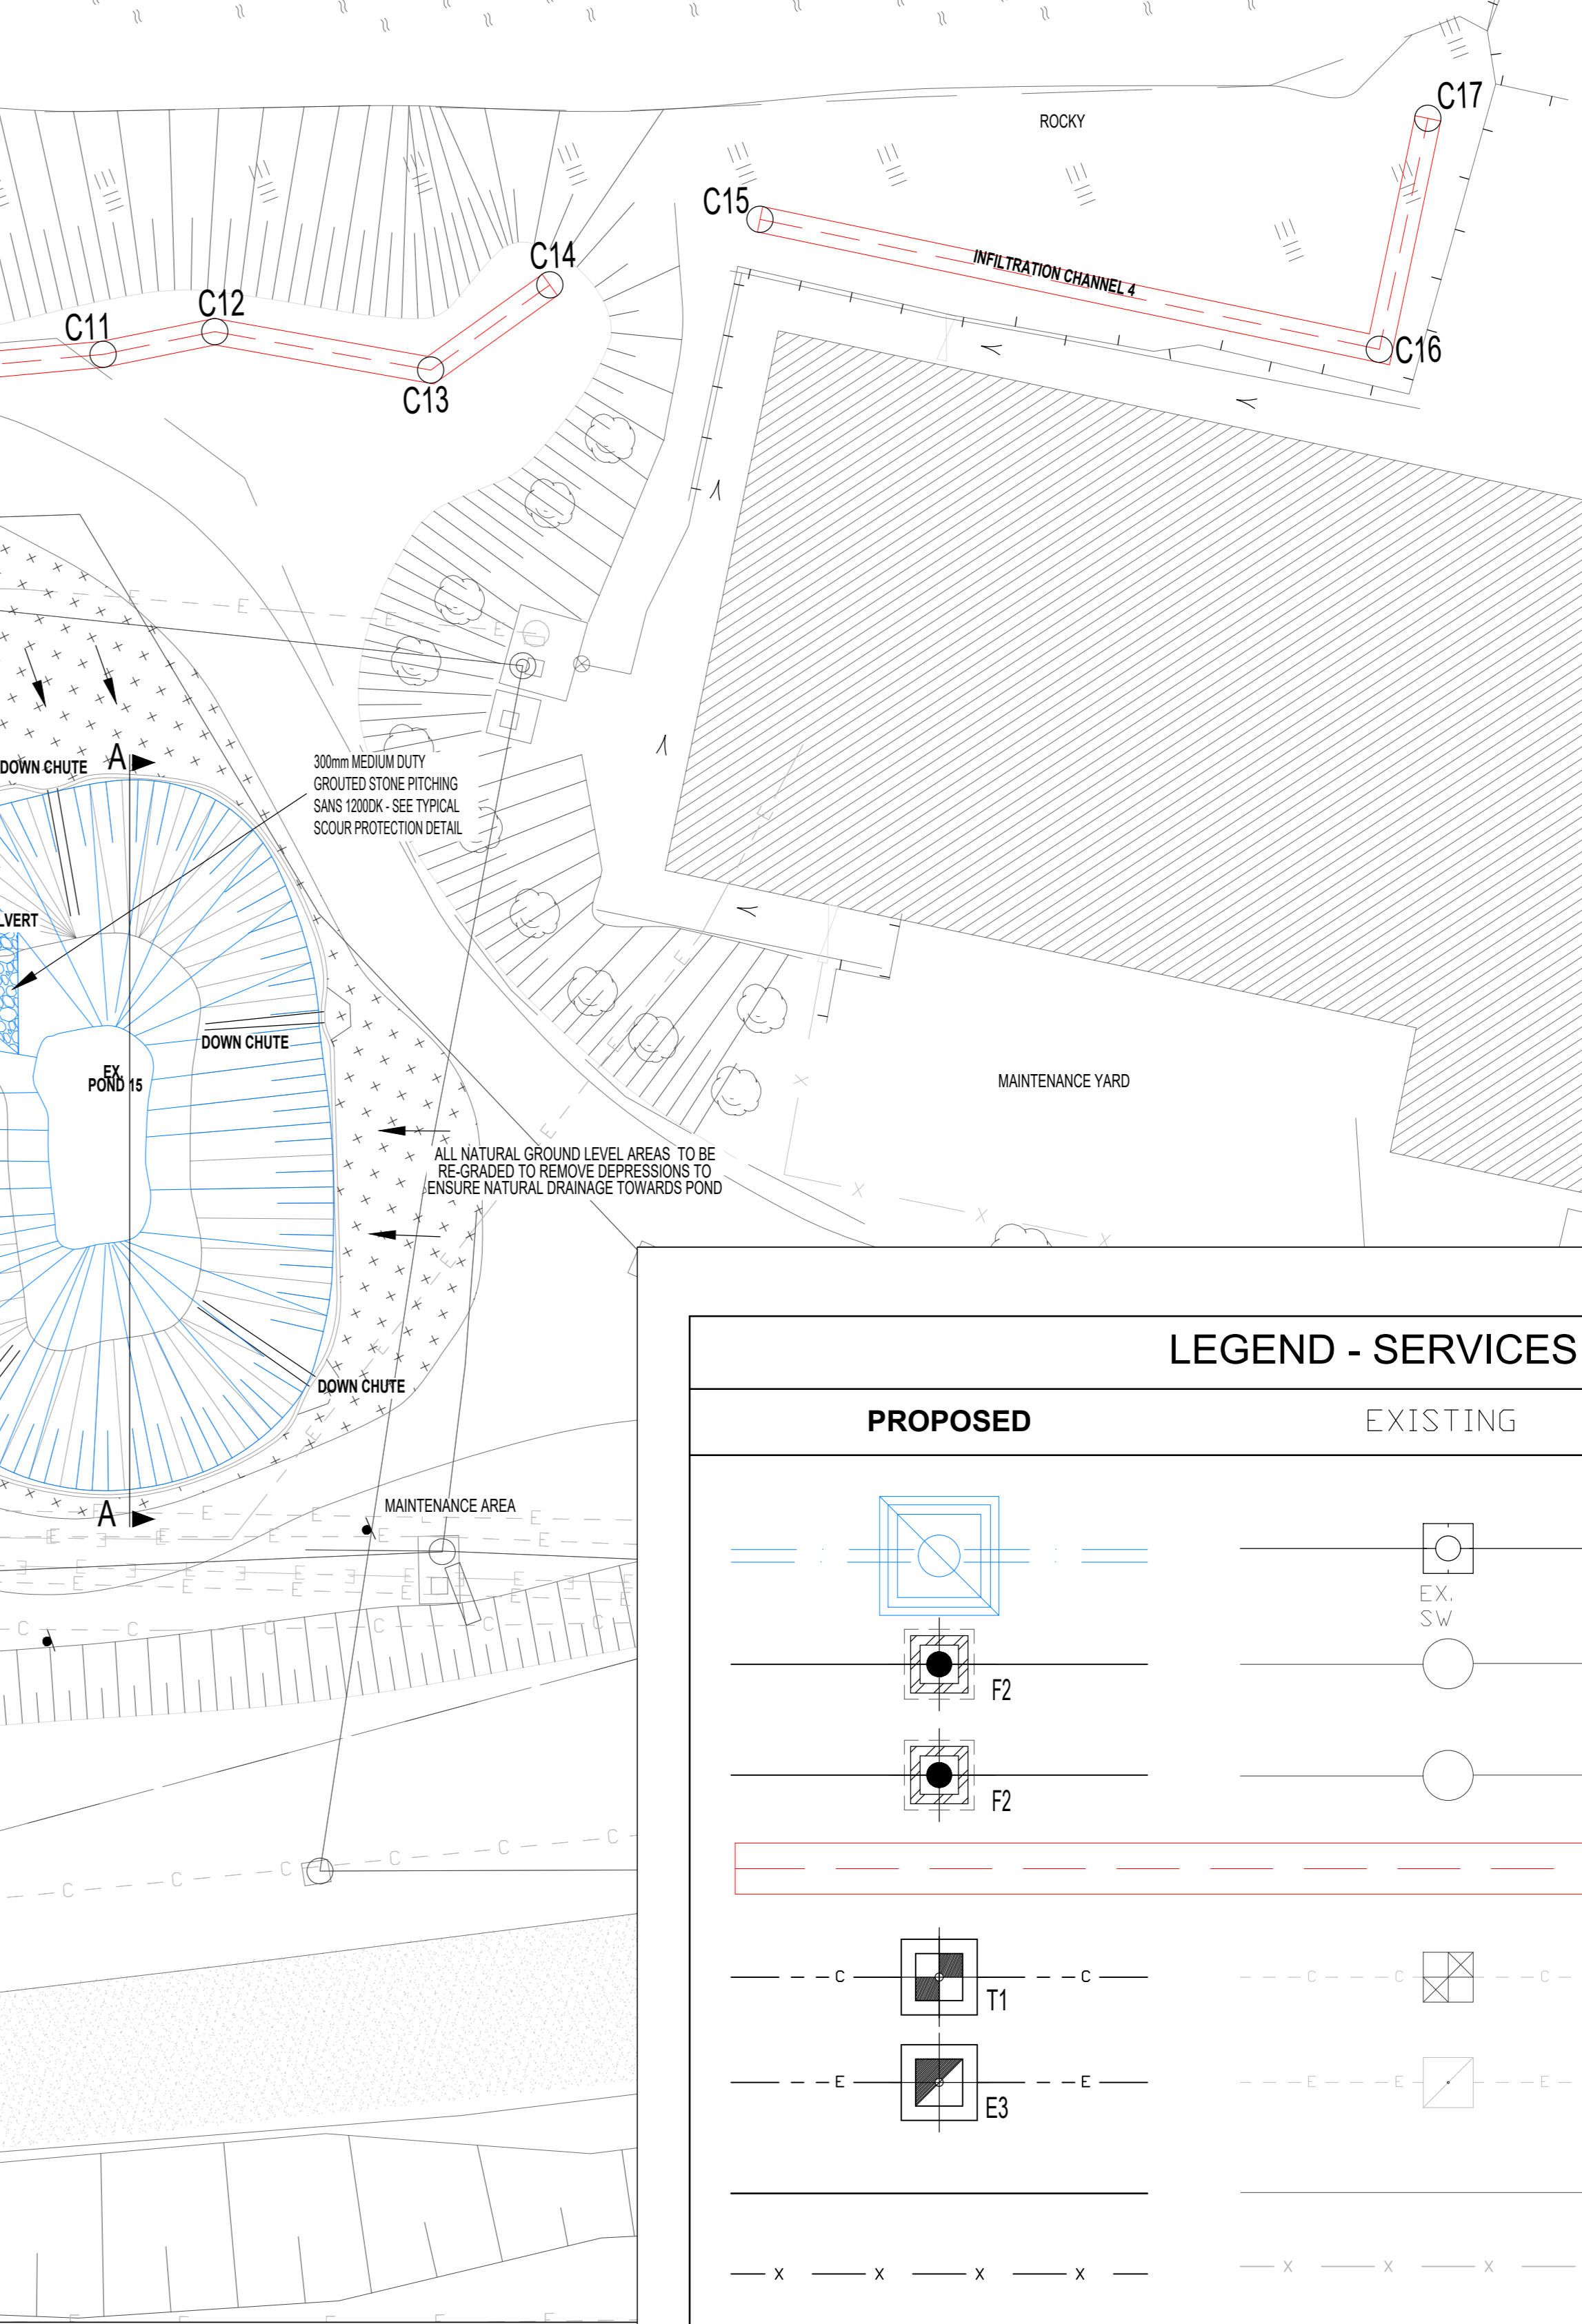 C17
ROCKY
C15
C14
INFILTRATION CHANNEL 4
C12
C11
C16
C13
E
E
E
E
DOWN CHUTE
A
300mm MEDIUM DUTY
GROUTED STONE PITCHING
SANS 1200DK - SEE TYPICAL
SCOUR PROTECTION DETAIL
LVERT
DOWN CHUTE
EX.
POND 15
MAINTENANCE YARD
ALL NATURAL GROUND LEVEL AREAS TO BE
RE-GRADED TO REMOVE DEPRESSIONS TO
ENSURE NATURAL DRAINAGE TOWARDS POND
LEGEND - SERVICES
DOWN CHUTE
PROPOSED
EXISTING
MAINTENANCE AREA
A
EX.
SW
F2
F2
C C
C C C
T1
E E
E E E
E3
X X X X
X X X